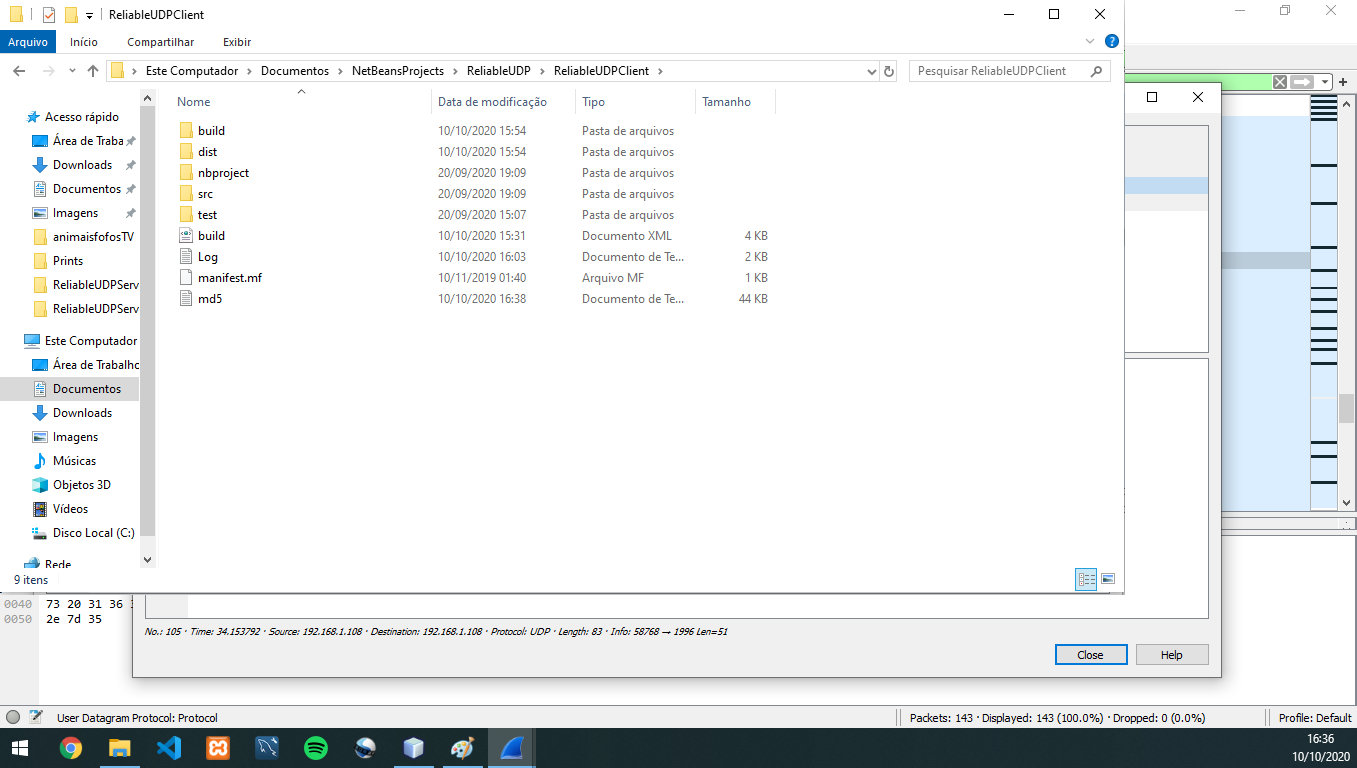 ReliableUDPClient
Arquivo Início Compartilhar Exibir
Este Computador Documentos NetBeansProjects ReliableUDP ReliableUDPClient
Pesquisar ReliableUDPClient
Nome Data de modificação Tipo Tamanho
build 10/10/2020 15:54 Pasta de arquivos
dist 10/10/2020 15:54 Pasta de arquivos
nbproject 20/09/2020 19:09 Pasta de arquivos
src 20/09/2020 19:09 Pasta de arquivos
test 20/09/2020 15:07 Pasta de arquivos
build 10/10/2020 15:31 Documento XML 4 KB
Log 10/10/2020 16:03 Documento de Te... 2 KB
manifest.mf 10/11/2019 01:40 Arquivo MF 1 KB
md5 10/10/2020 16:38 Documento de Te... 44 KB
Acesso rápido
Área de Traba
Downloads
Documentos
Imagens
animaisfofosTV
Prints
ReliableUDPServ
ReliableUDPServ
Este Computador
Área de Trabalho
Documentos
Downloads
Imagens
Músicas
Objetos 3D
Vídeos
Disco Local (C:)
Rede
9 itens
0040 73 20 31 36
0050 2e 7d 35
No.: 105 · Time: 34.153792 · Source: 192.168.1.108 · Destination: 192.168.1.108 · Protocol: UDP · Length: 83 · Info: 58768 → 1996 Len=51
Close Help
User Datagram Protocol: Protocol
Packets: 143 · Displayed: 143 (100.0%) · Dropped: 0 (0.0%)
Profile: Default
16:36
10/10/2020